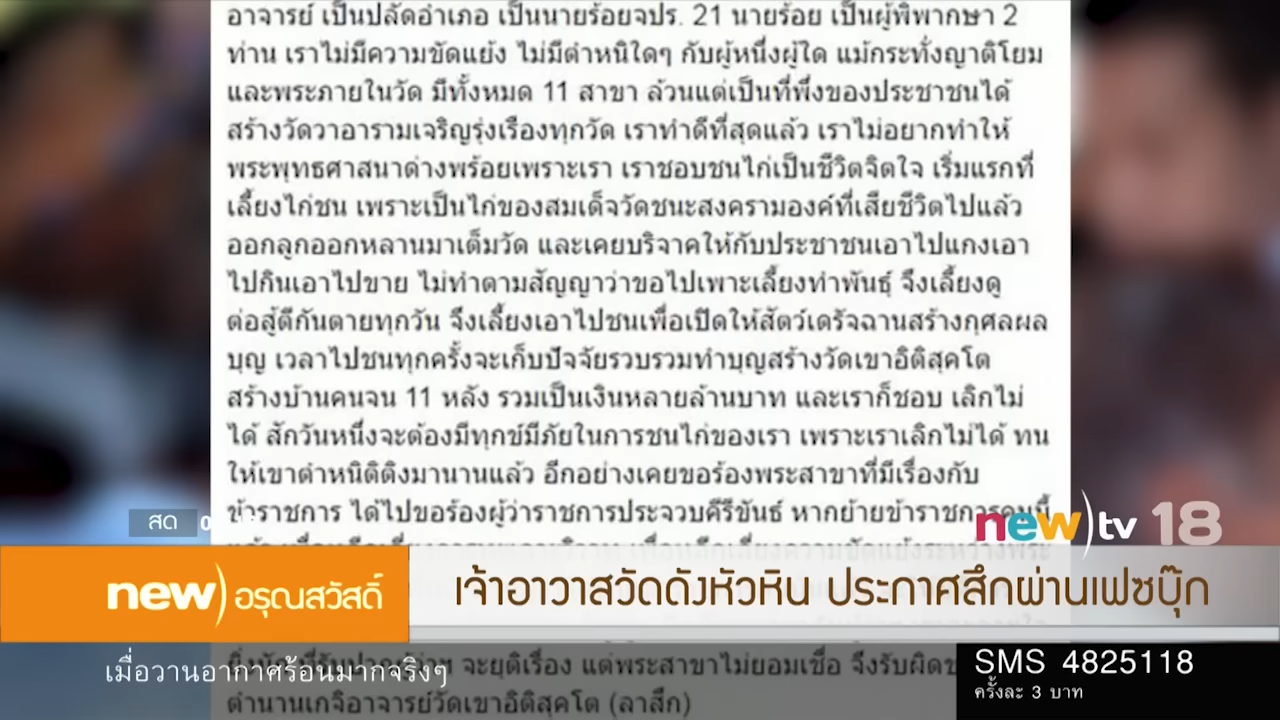 อาจารย์ เป็นปลัดอำเภอ เป็นนายร้อยจปร. 21 นายร้อย เป็นผู้พิพากษา 2
ท่าน เราไม่มีความขัดแย้ง ไม่มีตำหนิใดๆ กับผู้หนึ่งผู้ใด แม้กระทั่งญาติโยม
และพระภายในวัด มีทั้งหมด 11 สาขา ล้วนแต่เป็นที่พึ่งของประชาชนได้
สร้างวัดวาอารามเจริญรุ่งเรืองทุกวัด เราทำดีที่สุดแล้ว เราไม่อยากทำให้
พระพุทธศาสนาด่างพร้อยเพราะเรา เราชอบชนไก่เป็นชีวิตจิตใจ เริ่มแรกที่
เลี้ยงไก่ชน เพราะเป็นไก่ของสมเด็จวัดชนะสงครามองค์ที่เสียชีวิตไปแล้ว
ออกลูกออกหลานมาเต็มวัด และเคยบริจาคให้กับประชาชนเอาไปแกงเอา
ไปกินเอาไปขาย ไม่ทำตามสัญญาว่าขอไปเพาะเลี้ยงทำพันธุ์ จึงเลี้ยงดู
ต่อสู้ตีกันตายทุกวัน จึงเลี้ยงเอาไปชนเพื่อเปิดให้สัตว์เดรัจฉานสร้างกุศลผล
บุญ เวลาไปชนทุกครั้งจะเก็บปัจจัยรวบรวมทำบุญสร้างวัดเขาอิติสุคโต
สร้างบ้านคนจน 11 หลัง รวมเป็นเงินหลายล้านบาท และเราก็ชอบ เลิกไม่
ได้ สักวันหนึ่งจะต้องมีทุกข์มีภัยในการชนไก่ของเรา เพราะเราเลิกไม่ได้ ทน
ให้เขาตำหนิติติงมานานแล้ว อีกอย่างเคยขอร้องพระสาขาที่มีเรื่องกับ
ข้าราชการ ได้ไปขอร้องผู้ว่าราชการประจวบคีรีขันธ์ หากย้ายข้าราชการคนนี้
สด
new)tv 18
new) อรุณสวัสดิ์
เจ้าอาวาสวัดดังหัวหิน ประกาศสึกผ่านเฟซบุ๊ก
จะยุติเรื่อง แต่พระสาขาไม่ยอมเชื่อ จึงรับผิดช
เมื่อวานอากาศร้อนมากจริงๆ
ตำนานเกจิอาจารย์วัดเขาอิติสุคโต (ลาสึก)
SMS 4825118
ครั้งละ 3 บาท